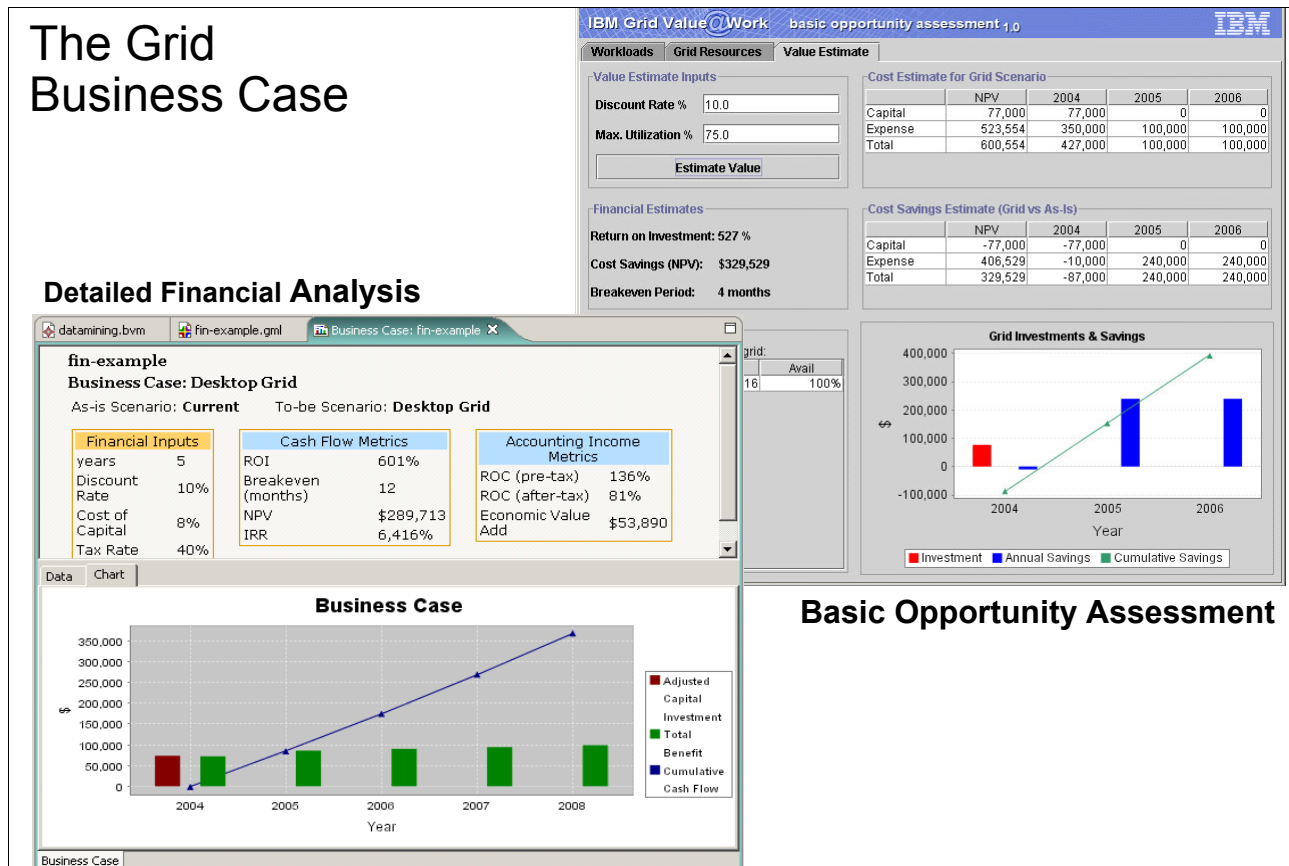 The Grid
Business Case
IBM Grid Value@Work basic opportunity assessment 1.0
IBM
Workloads Grid Resources Value Estimate
Value Estimate Inputs
Discount Rate % 10.0
Max. Utilization % 75.0
Estimate Value
Cost Estimate for Grid Scenario
NPV 2004 2005 2006
Capital 77,000 77,000 0 0
Expense 523,554 350,000 100,000 100,000
Total 600,554 427,000 100,000 100,000
Financial Estimates
Return on Investment: 527 %
Cost Savings (NPV): $329,529
Breakeven Period: 4 months
Cost Savings Estimate (Grid vs As-Is)
NPV 2004 2005 2006
Capital -77,000 -77,000 0 0
Expense 406,529 -10,000 240,000 240,000
Total 329,529 -87,000 240,000 240,000
grid:
Avail
16 100%
Grid Investments & Savings
400,000
300,000
200,000
100,000
0
-100,000
$
2004 2005 2006
Year
Investment Annual Savings Cumulative Savings
Basic Opportunity Assessment
Detailed Financial Analysis
datamining.bvm fin-example.gml Business Case: fin-example
fin-example
Business Case: Desktop Grid
As-is Scenario: Current To-be Scenario: Desktop Grid
Financial Inputs
years 5
Discount
Rate 10%
Cost of
Capital 8%
Tax Rate 40%
Cash Flow Metrics
ROI 601%
Breakeven
(months) 12
NPV $289,713
IRR 6,416%
Accounting Income
Metrics
ROC (pre-tax) 136%
ROC (after-tax) 81%
Economic Value
Add $53,890
Data Chart
Business Case
350,000
300,000
250,000
200,000
150,000
100,000
50,000
0
$
2004 2005 2006 2007 2008
Year
Adjusted
Capital
Investment
Total
Benefit
Cumulative
Cash Flow
Business Case